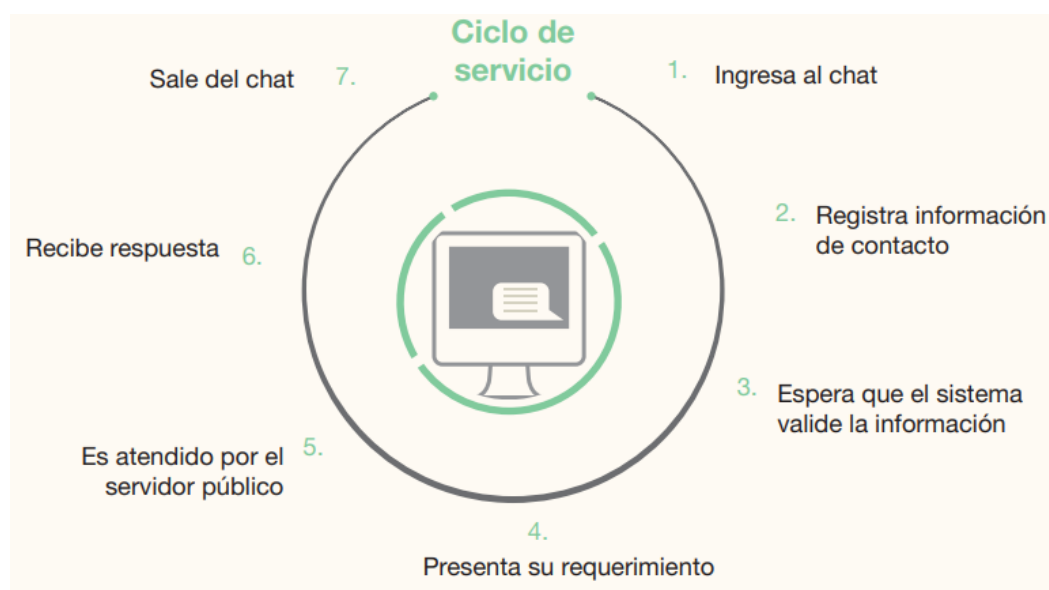 Ciclo de
servicio
1. Ingresa al chat
2. Registra información
de contacto
3. Espera que el sistema
valide la información
4.
Presenta su requerimiento
5. Es atendido por el
servidor público
6. Recibe respuesta
7. Sale del chat